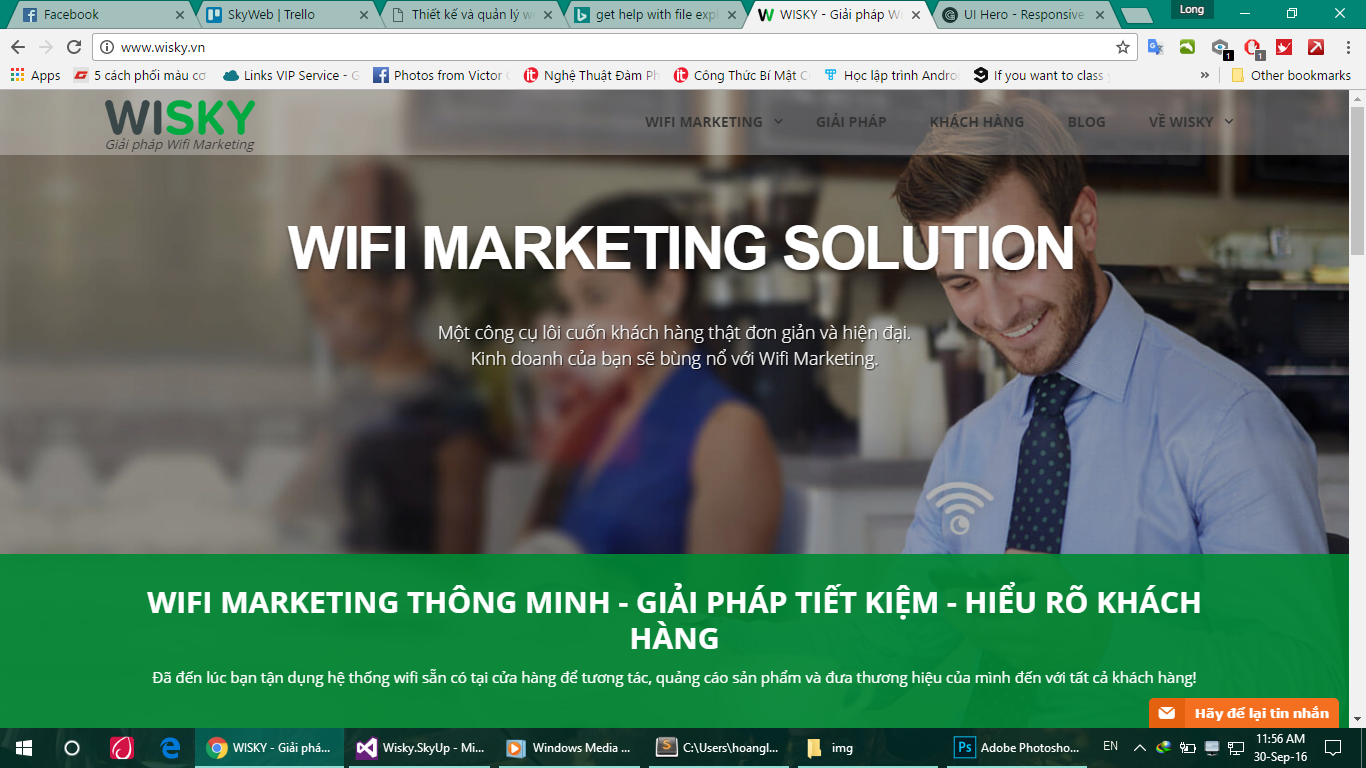 Long
Facebook
SkyWeb | Trello
Thiết kế và quản lý we
get help with file expl
WISKY - Giải pháp W
UI Hero - Responsive
www.wisky.vn
Apps
5 cách phối màu cơ
Links VIP Service - G
Photos from Victor
Nghệ Thuật Đàm Ph
Công Thức Bí Mật C
Học lập trình Andro
If you want to class
»
Other bookmarks
1
1
WISKY
Giải pháp Wifi Marketing
WIFI MARKETING
GIẢI PHÁP
KHÁCH HÀNG
BLOG
VỀ WISKY
WIFI MARKETING SOLUTION
Một công cụ lôi cuốn khách hàng thật đơn giản và hiện đại.
Kinh doanh của bạn sẽ bùng nổ với Wifi Marketing.
WIFI MARKETING THÔNG MINH - GIẢI PHÁP TIẾT KIỆM - HIỂU RÕ KHÁCH
HÀNG
Đã đến lúc bạn tận dụng hệ thống wifi sẵn có tại cửa hàng để tương tác, quảng cáo sản phẩm và đưa thương hiệu của mình đến với tất cả khách hàng!
Hãy để lại tin nhắn
WISKY - Giải phá...
Wisky.SkyUp - Mi...
Windows Media ...
C:\Users\hoangl...
img
Adobe Photosho...
EN
11:56 AM
30-Sep-16